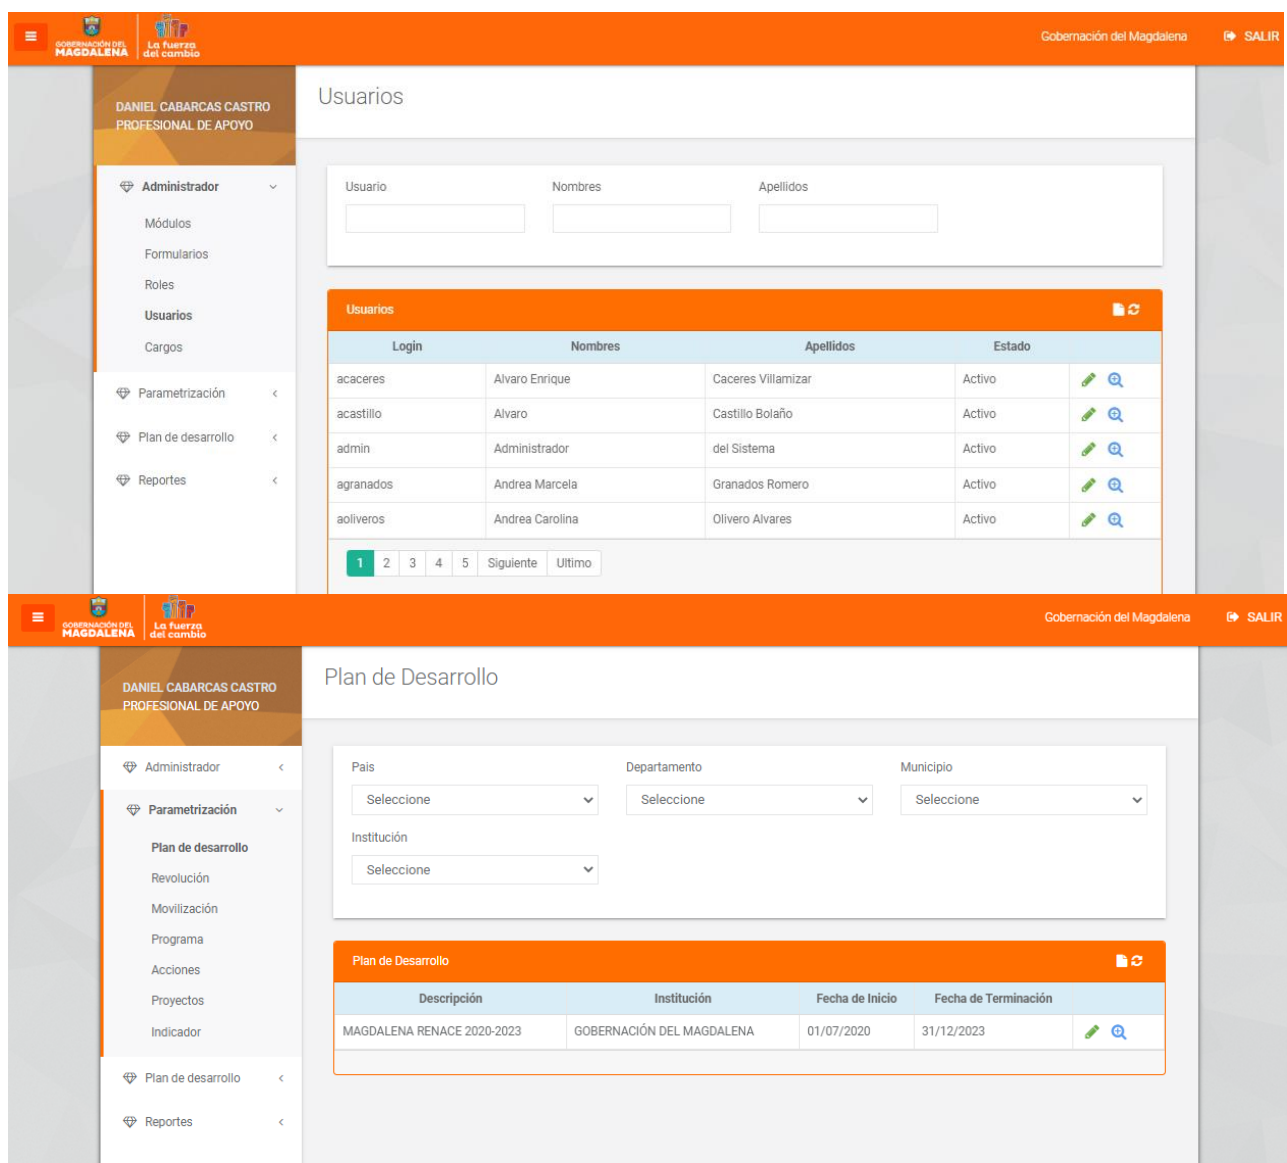 GOBERNACIÓN DEL
MAGDALENA
La fuerza
del cambio
Gobernación del Magdalena
SALIR
DANIEL CABARCAS CASTRO
PROFESIONAL DE APOYO
Usuarios
Administrador
Módulos
Formularios
Roles
Usuarios
Cargos
Parametrización
Plan de desarrollo
Reportes
Usuario Nombres Apellidos
Usuarios
Login Nombres Apellidos Estado
acaceres Alvaro Enrique Caceres Villamizar Activo
acastillo Alvaro Castillo Bolaño Activo
admin Administrador del Sistema Activo
agranados Andrea Marcela Granados Romero Activo
aoliveros Andrea Carolina Olivero Alvares Activo
1 2 3 4 5 Siguiente Ultimo
GOBERNACIÓN DEL
MAGDALENA
La fuerza
del cambio
Gobernación del Magdalena
SALIR
DANIEL CABARCAS CASTRO
PROFESIONAL DE APOYO
Plan de Desarrollo
Administrador
Parametrización
Plan de desarrollo
Revolución
Movilización
Programa
Acciones
Proyectos
Indicador
Plan de desarrollo
Reportes
Pais Departamento Municipio
Seleccione Seleccione Seleccione
Institución
Seleccione
Plan de Desarrollo
Descripción Institución Fecha de Inicio Fecha de Terminación
MAGDALENA RENACE 2020-2023 GOBERNACIÓN DEL MAGDALENA 01/07/2020 31/12/2023